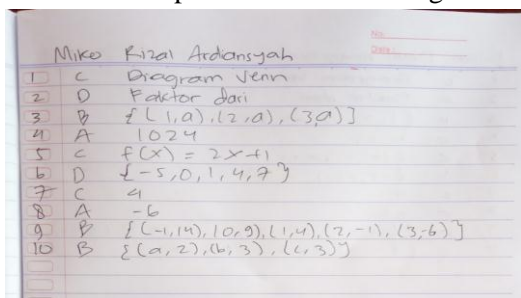 No.
Date :
Miko Rizal Ardiansyah
1 C Diagram Venn
2 D Faktor dari
3 B { (1,a), (2,a), (3,a) }
4 A 1024
5 C f(x) = 2x+1
6 D {-5,0,1,4,7}
7 C 4
8 A -6
9 B { (-1,14), (0,9), (1,4), (2,-1), (3,-6) }
10 B { (a,2), (b,3), (c,3) }